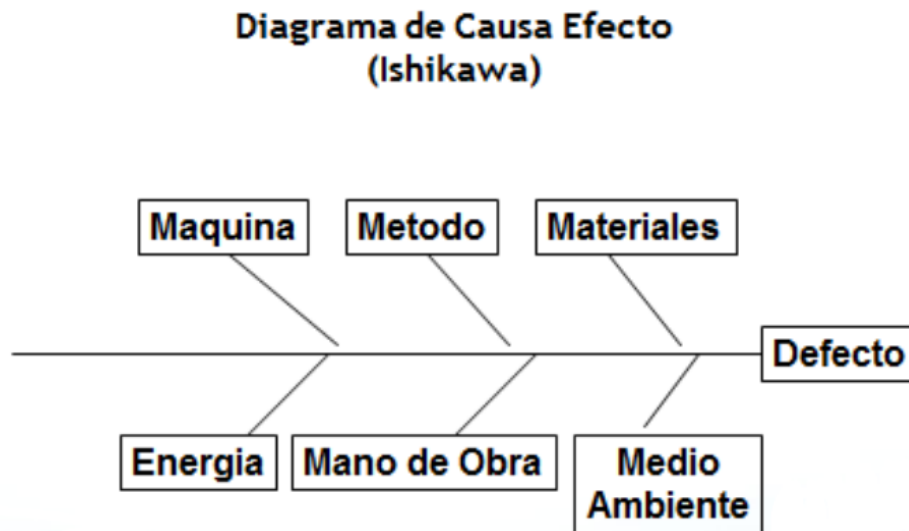 Diagrama de Causa Efecto
(Ishikawa)
Maquina
Metodo
Materiales
Defecto
Energia
Mano de Obra
Medio
Ambiente